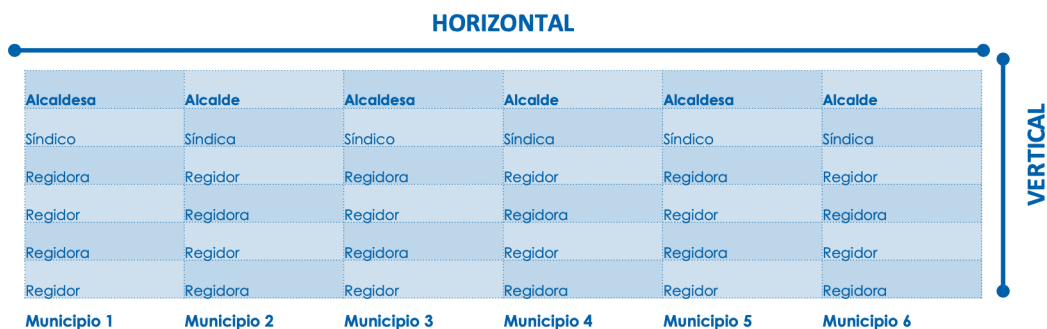 HORIZONTAL
Alcaldesa Alcalde Alcaldesa Alcalde Alcaldesa Alcalde
Síndico Síndica Síndico Síndica Síndico Síndica
Regidora Regidor Regidora Regidor Regidora Regidor
Regidor Regidora Regidor Regidora Regidor Regidora
Regidora Regidor Regidora Regidor Regidora Regidor
Regidor Regidora Regidor Regidora Regidor Regidora
Municipio 1 Municipio 2 Municipio 3 Municipio 4 Municipio 5 Municipio 6
VERTICAL